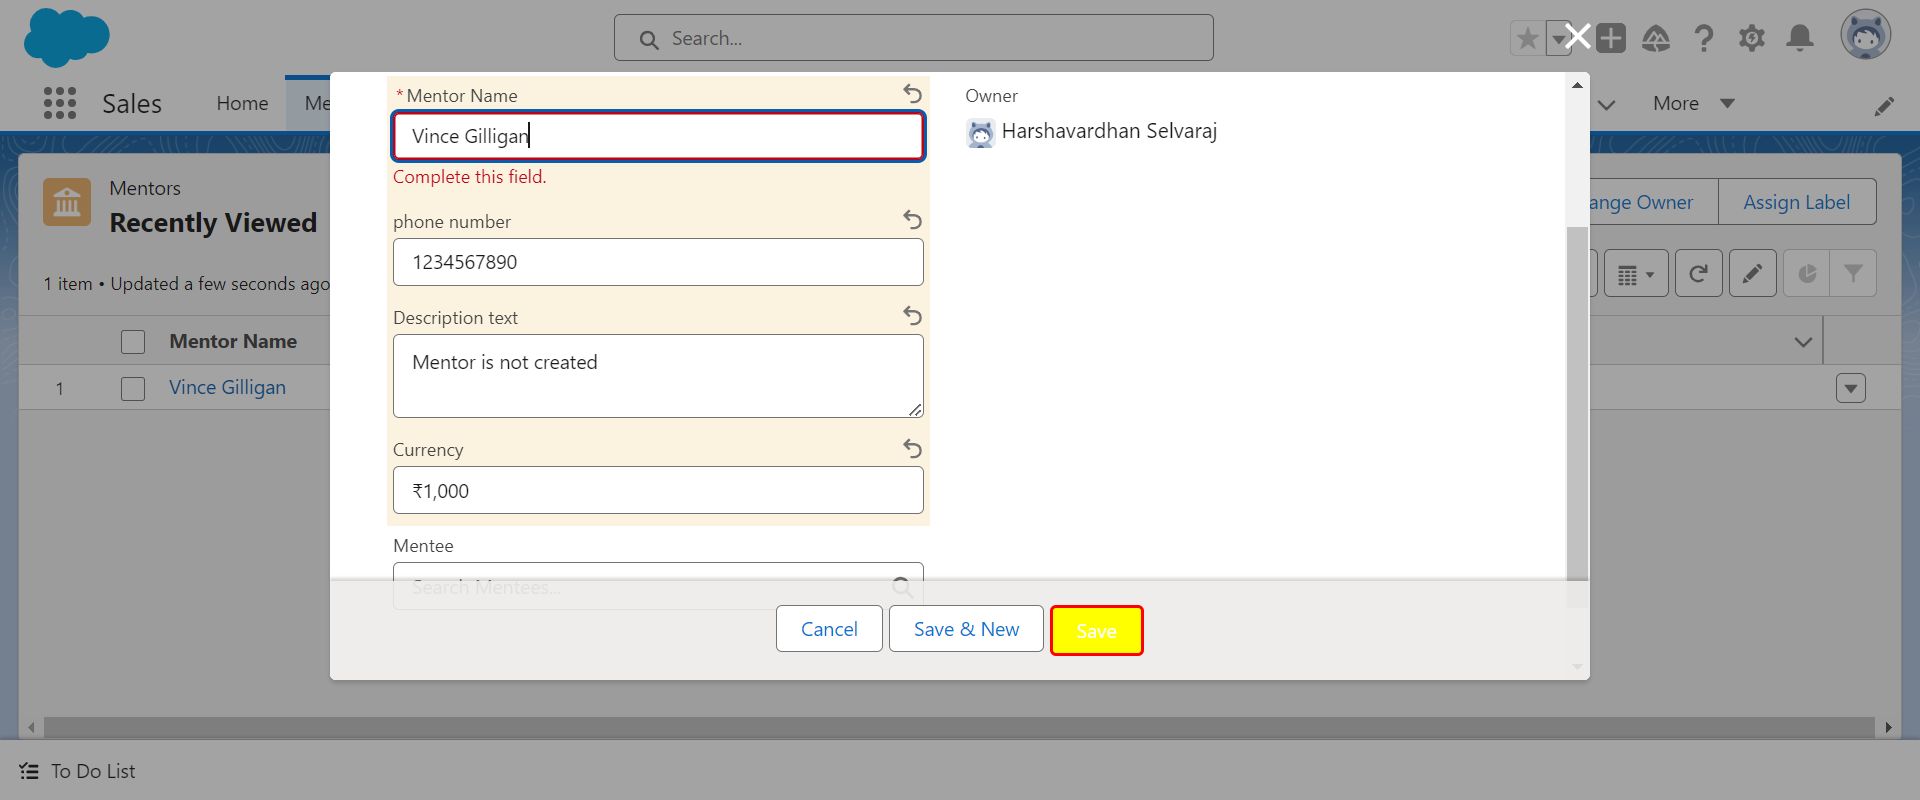 Search...
Sales
Home
Me
More
Mentors
Recently Viewed
ange Owner
Assign Label
1 item • Updated a few seconds ago
Mentor Name
1
Vince Gilligan
* Mentor Name
Vince Gilligan
Complete this field.
phone number
1234567890
Description text
Mentor is not created
Currency
₹1,000
Mentee
Search Mentees...
Owner
Harshavardhan Selvaraj
Cancel
Save & New
Save
To Do List